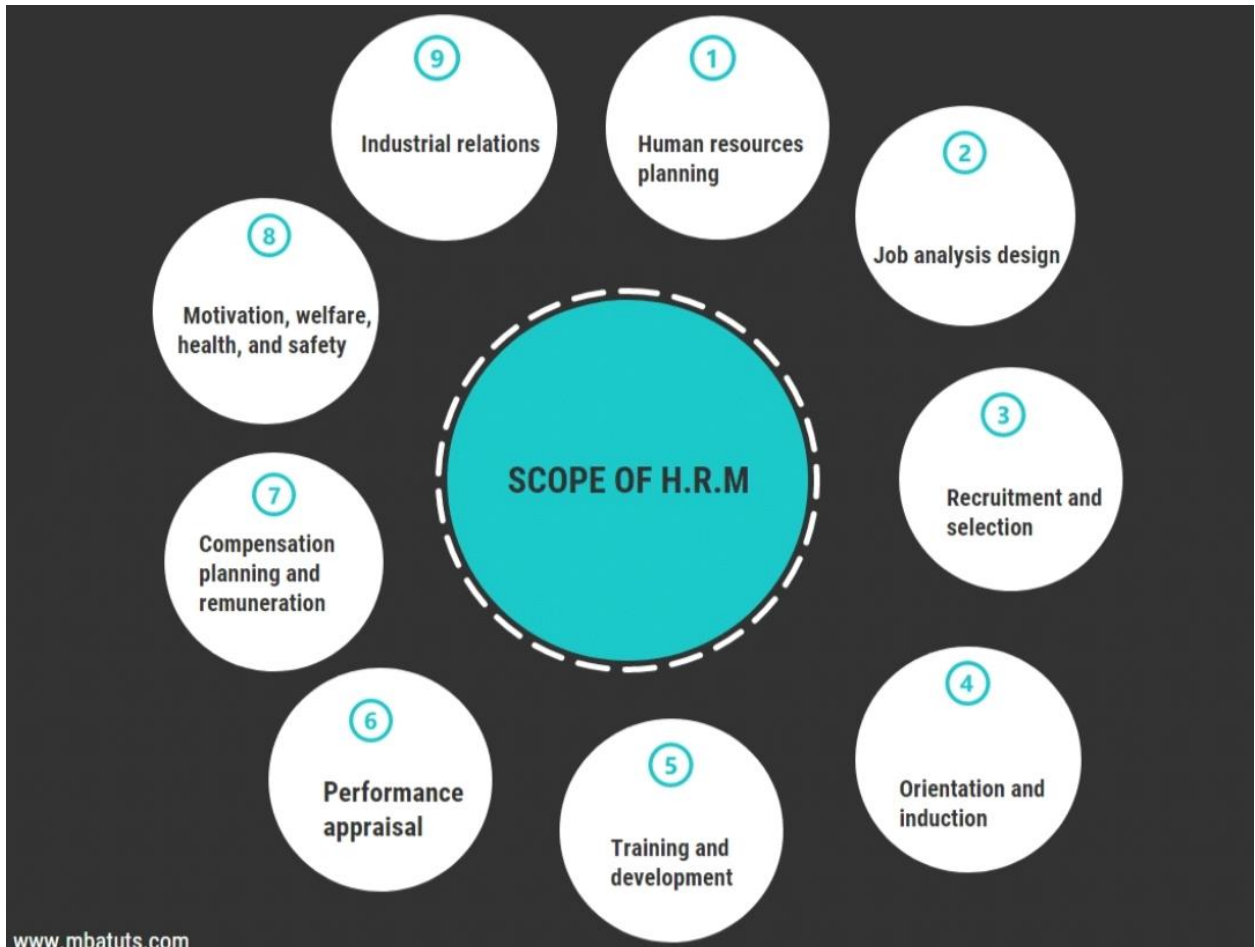 SCOPE OF H.R.M
1
Human resources
planning
2
Job analysis design
3
Recruitment and
selection
4
Orientation and
induction
5
Training and
development
6
Performance
appraisal
7
Compensation
planning and
remuneration
8
Motivation, welfare,
health, and safety
9
Industrial relations
www.mbatuts.com